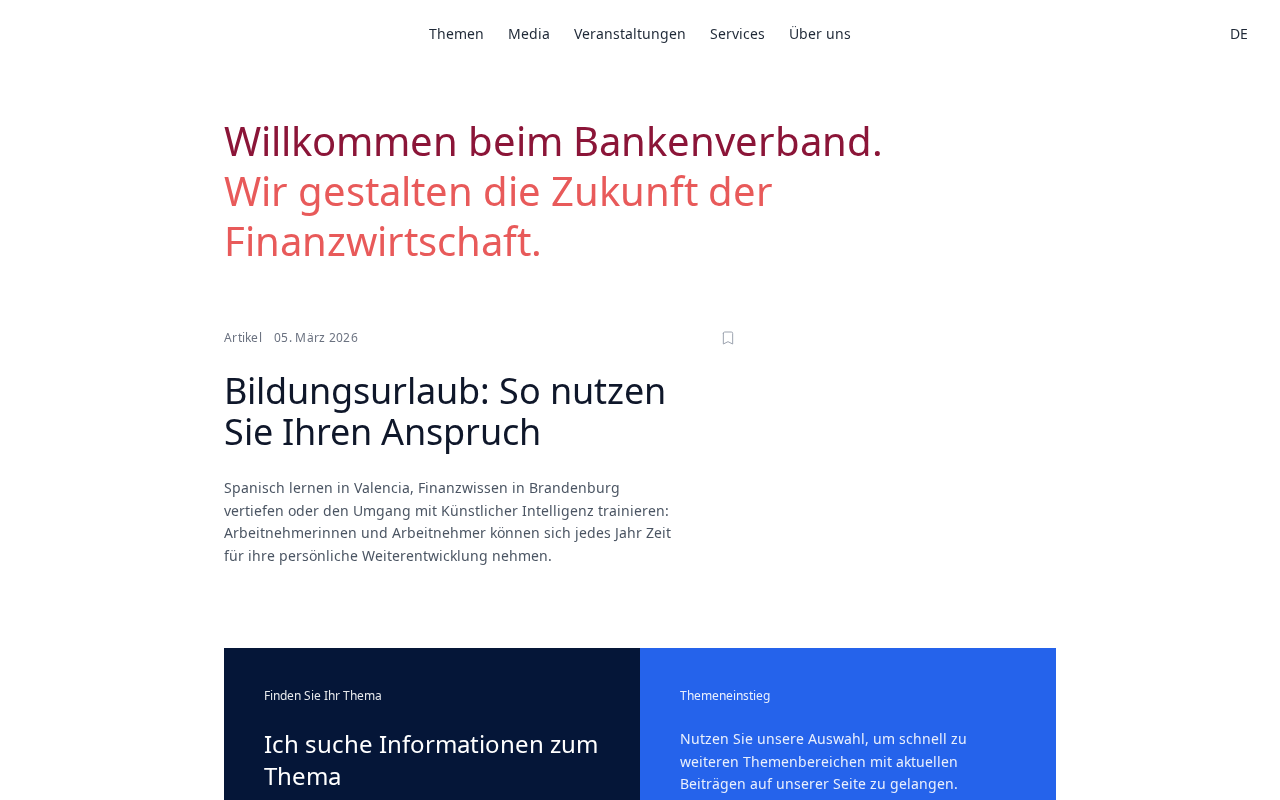 Themen Media Veranstaltungen Services Über uns DE
Willkommen beim Bankenverband.
Wir gestalten die Zukunft der
Finanzwirtschaft.
Artikel 05. März 2026
Bildungsurlaub: So nutzen
Sie Ihren Anspruch
Spanisch lernen in Valencia, Finanzwissen in Brandenburg
vertiefen oder den Umgang mit Künstlicher Intelligenz trainieren:
Arbeitnehmerinnen und Arbeitnehmer können sich jedes Jahr Zeit
für ihre persönliche Weiterentwicklung nehmen.
Finden Sie Ihr Thema
Ich suche Informationen zum
Thema
Themeneinstieg
Nutzen Sie unsere Auswahl, um schnell zu
weiteren Themenbereichen mit aktuellen
Beiträgen auf unserer Seite zu gelangen.